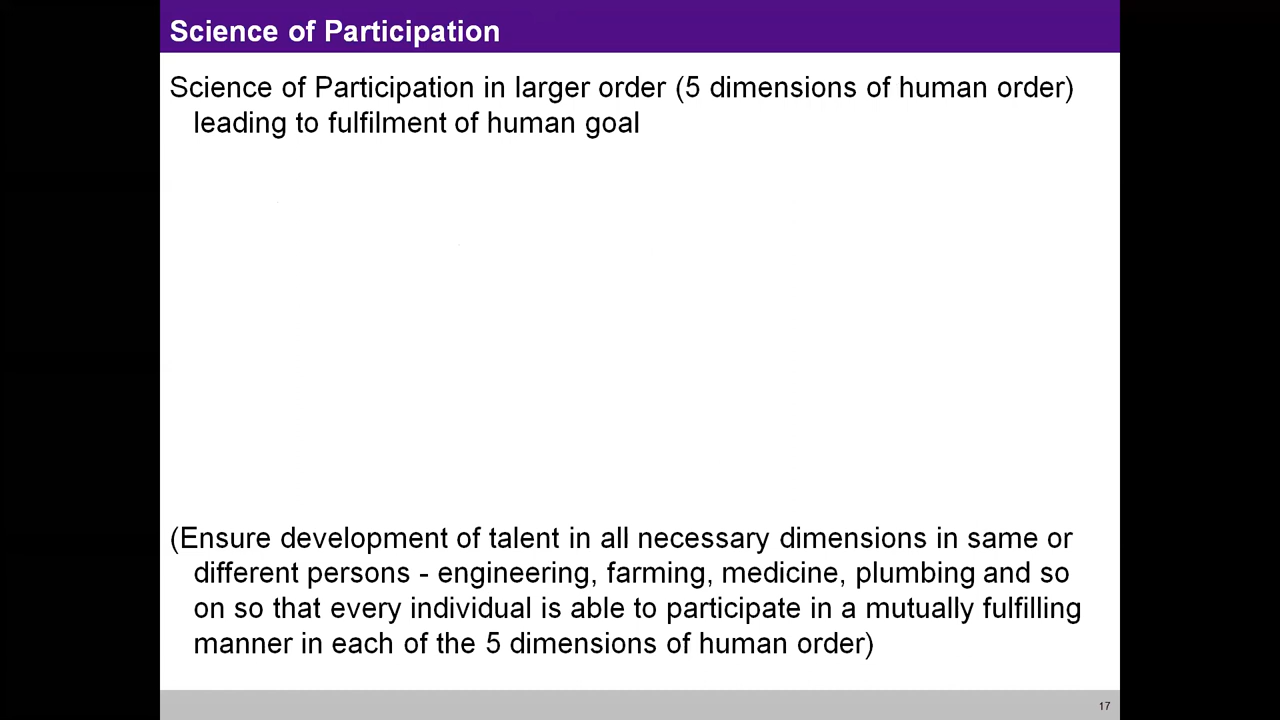 Science of Participation
Science of Participation in larger order (5 dimensions of human order)
leading to fulfilment of human goal
(Ensure development of talent in all necessary dimensions in same or
different persons - engineering, farming, medicine, plumbing and so
on so that every individual is able to participate in a mutually fulfilling
manner in each of the 5 dimensions of human order)
17